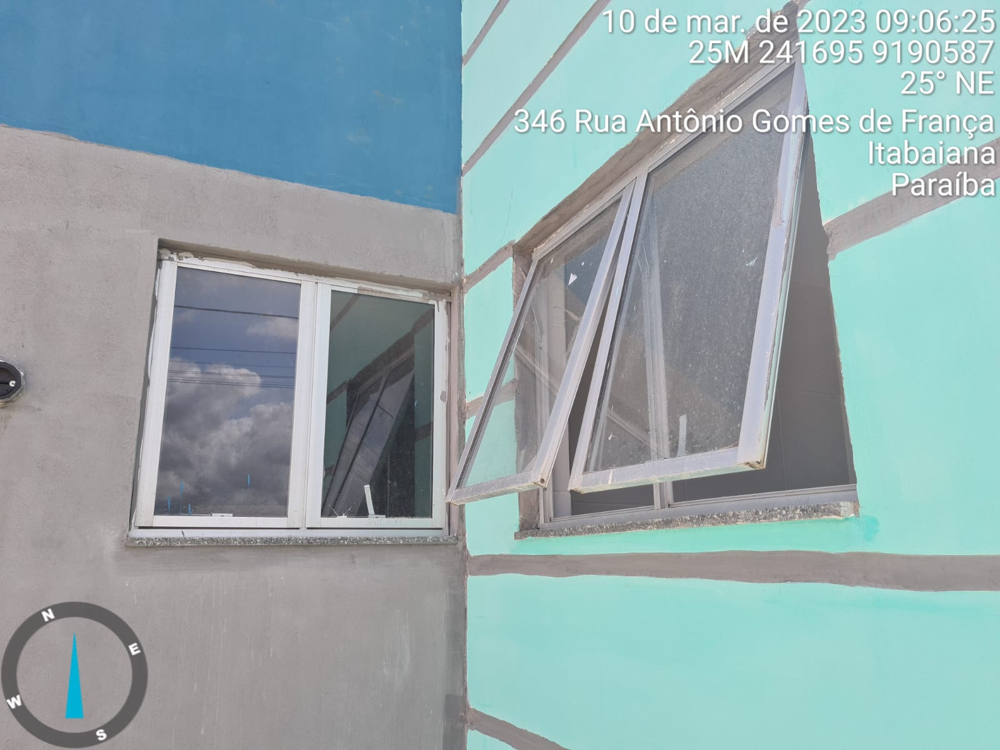 10 de mar. de 2023 09:06:25
25M 241695 9190587
25° NE
346 Rua Antônio Gomes de França
Itabaiana
Paraíba
N
E
W
S